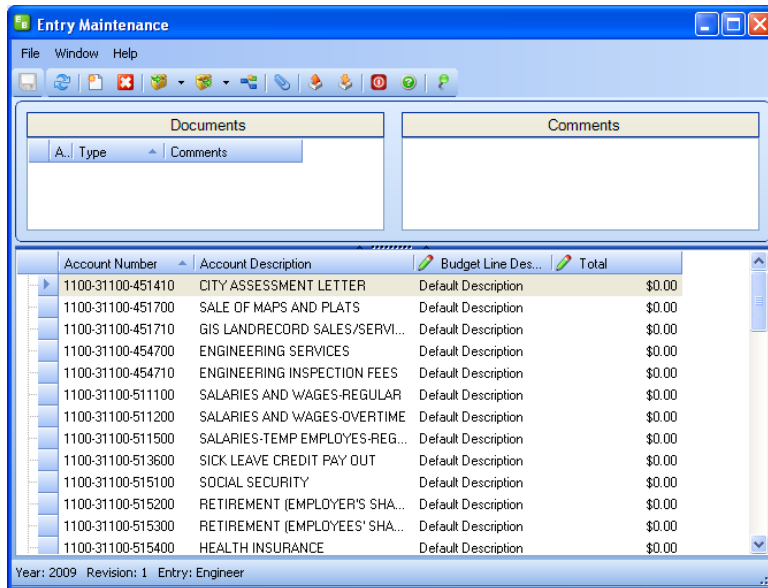 Entry Maintenance
File Window Help
Documents Comments
A.. Type Comments
Account Number Account Description Budget Line Des... Total
1100-31100-451410 CITY ASSESSMENT LETTER Default Description $0.00
1100-31100-451700 SALE OF MAPS AND PLATS Default Description $0.00
1100-31100-451710 GIS LANDRECORD SALES/SERVI... Default Description $0.00
1100-31100-454700 ENGINEERING SERVICES Default Description $0.00
1100-31100-454710 ENGINEERING INSPECTION FEES Default Description $0.00
1100-31100-511100 SALARIES AND WAGES-REGULAR Default Description $0.00
1100-31100-511200 SALARIES AND WAGES-OVERTIME Default Description $0.00
1100-31100-511500 SALARIES-TEMP EMPLOYES-REG... Default Description $0.00
1100-31100-513600 SICK LEAVE CREDIT PAY OUT Default Description $0.00
1100-31100-515100 SOCIAL SECURITY Default Description $0.00
1100-31100-515200 RETIREMENT (EMPLOYER'S SHA... Default Description $0.00
1100-31100-515300 RETIREMENT (EMPLOYEES' SHA... Default Description $0.00
1100-31100-515400 HEALTH INSURANCE Default Description $0.00
Year: 2009 Revision: 1 Entry: Engineer